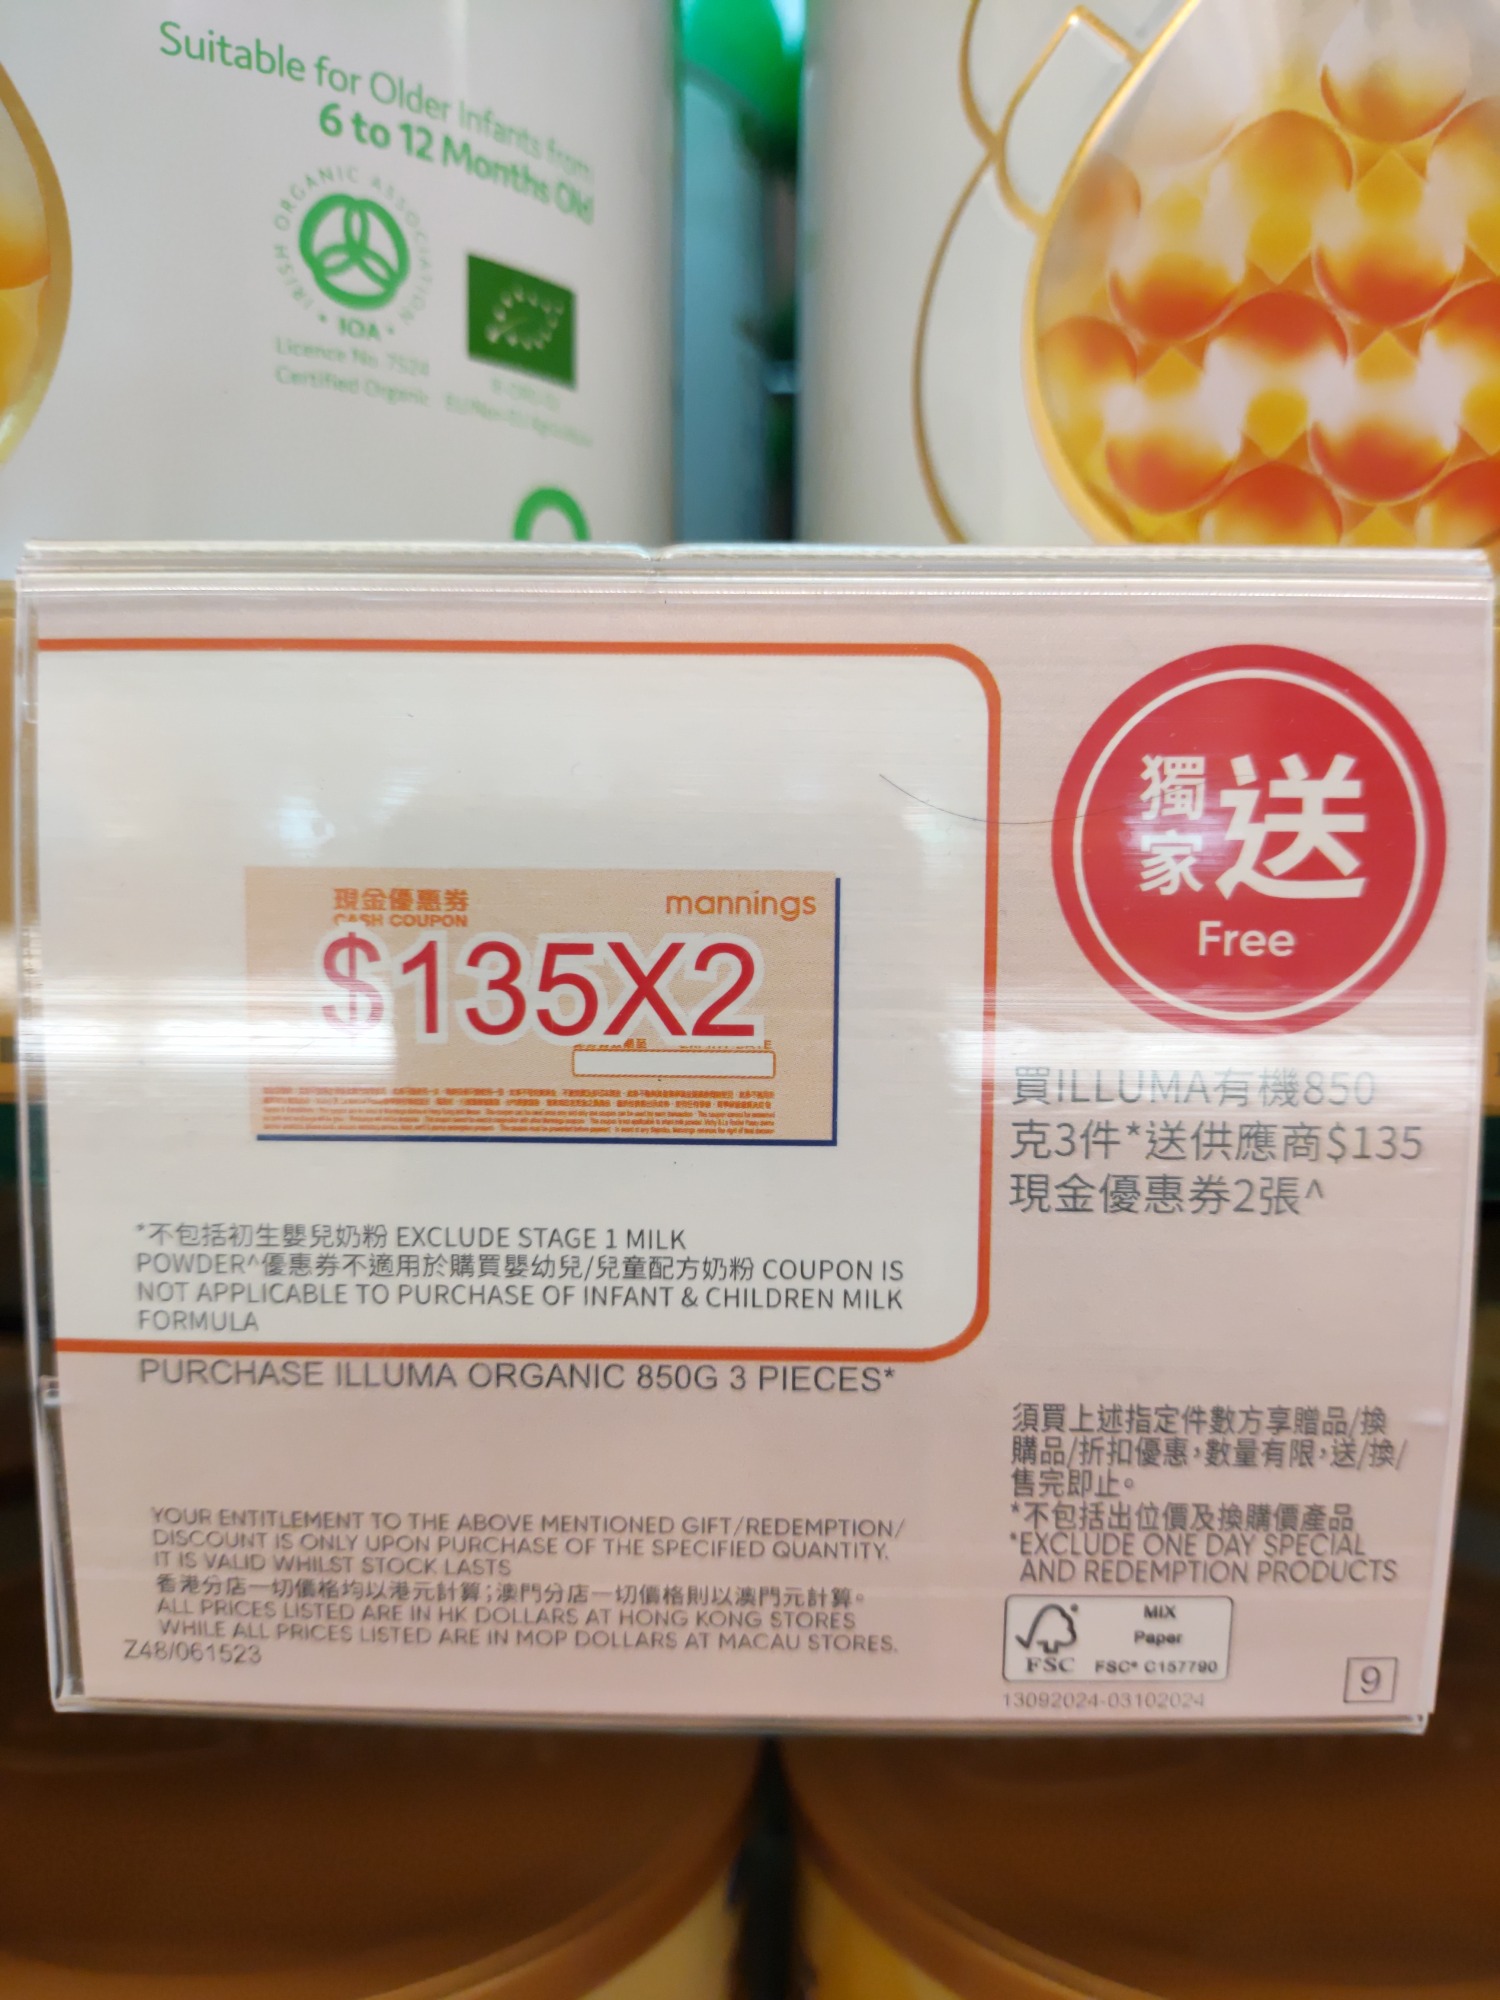 Suitable for Older Infants from
6 to 12 Months Old
IRISH ORGANIC ASSOCIATION
IOA
Licence No. 7524
Certified Organic
獨家送
Free
現金優惠券
CASH COUPON
mannings
$135X2
買ILLUMA有機850
克3件*送供應商$135
現金優惠券2張^
*不包括初生嬰兒奶粉 EXCLUDE STAGE 1 MILK
POWDER^優惠券不適用於購買嬰幼兒/兒童配方奶粉 COUPON IS
NOT APPLICABLE TO PURCHASE OF INFANT & CHILDREN MILK
FORMULA
PURCHASE ILLUMA ORGANIC 850G 3 PIECES*
須買上述指定件數方享贈品/換
購品/折扣優惠,數量有限,送/換/
售完即止。
*不包括出位價及換購價產品
*EXCLUDE ONE DAY SPECIAL
AND REDEMPTION PRODUCTS
YOUR ENTITLEMENT TO THE ABOVE MENTIONED GIFT/REDEMPTION/
DISCOUNT IS ONLY UPON PURCHASE OF THE SPECIFIED QUANTITY.
IT IS VALID WHILST STOCK LASTS
香港分店一切價格均以港元計算;澳門分店一切價格則以澳門元計算。
ALL PRICES LISTED ARE IN HK DOLLARS AT HONG KONG STORES
WHILE ALL PRICES LISTED ARE IN MOP DOLLARS AT MACAU STORES.
Z48/061523
FSC
MIX
Paper
FSC® C157790
13092024-03102024
9